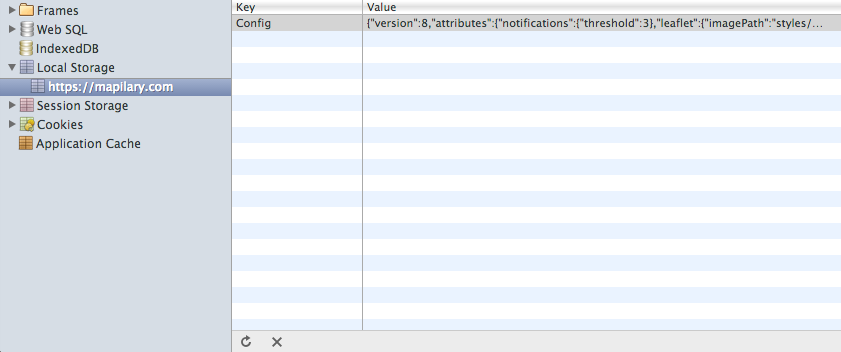 Frames
Web SQL
IndexedDB
Local Storage
https://mapilary.com
Session Storage
Cookies
Application Cache
Key Value
Config {"version":8,"attributes":{"notifications":{"threshold":3},"leaflet":{"imagePath":"styles/...